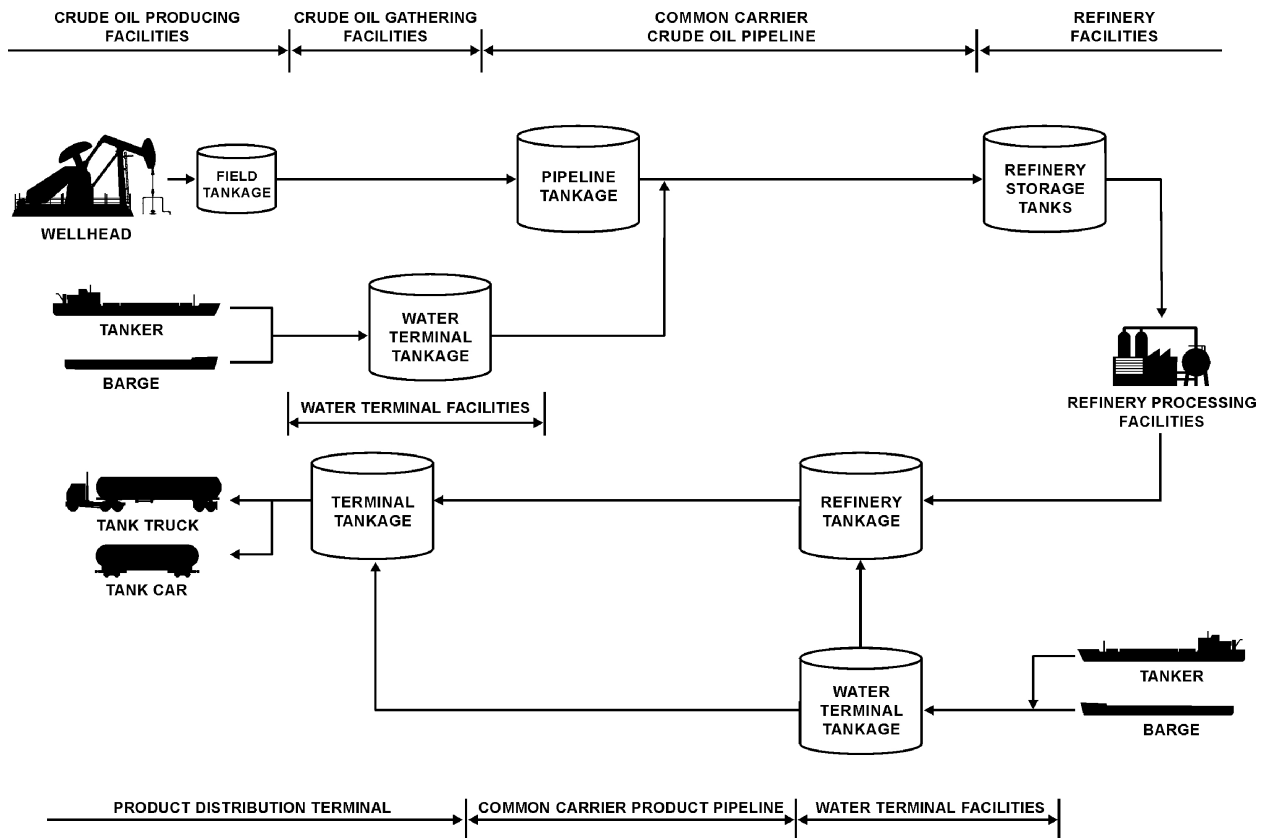 CRUDE OIL PRODUCING
FACILITIES
CRUDE OIL GATHERING
FACILITIES
COMMON CARRIER
CRUDE OIL PIPELINE
REFINERY
FACILITIES
WELLHEAD
FIELD
TANKAGE
PIPELINE
TANKAGE
REFINERY
STORAGE
TANKS
TANKER
BARGE
WATER
TERMINAL
TANKAGE
WATER TERMINAL FACILITIES
REFINERY PROCESSING
FACILITIES
TANK TRUCK
TANK CAR
TERMINAL
TANKAGE
REFINERY
TANKAGE
WATER
TERMINAL
TANKAGE
TANKER
BARGE
PRODUCT DISTRIBUTION TERMINAL
COMMON CARRIER PRODUCT PIPELINE
WATER TERMINAL FACILITIES